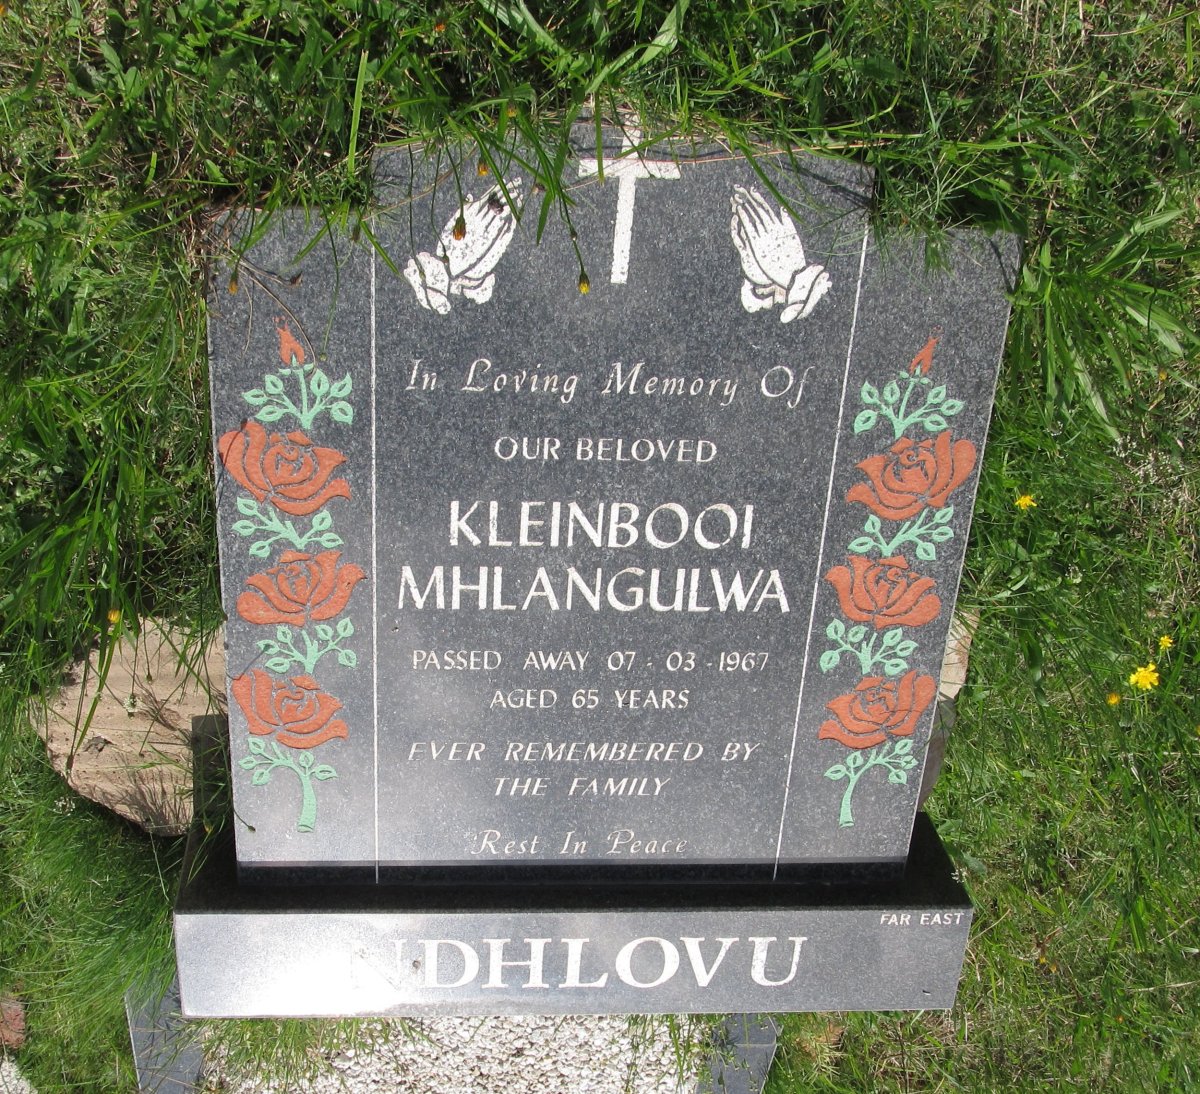 In Loving Memory Of
OUR BELOVED
KLEINBOOI
MHLANGULWA
PASSED AWAY 07 - 03 - 1967
AGED 65 YEARS
EVER REMEMBERED BY
THE FAMILY
Rest In Peace
FAR EAST
NDHLOVU